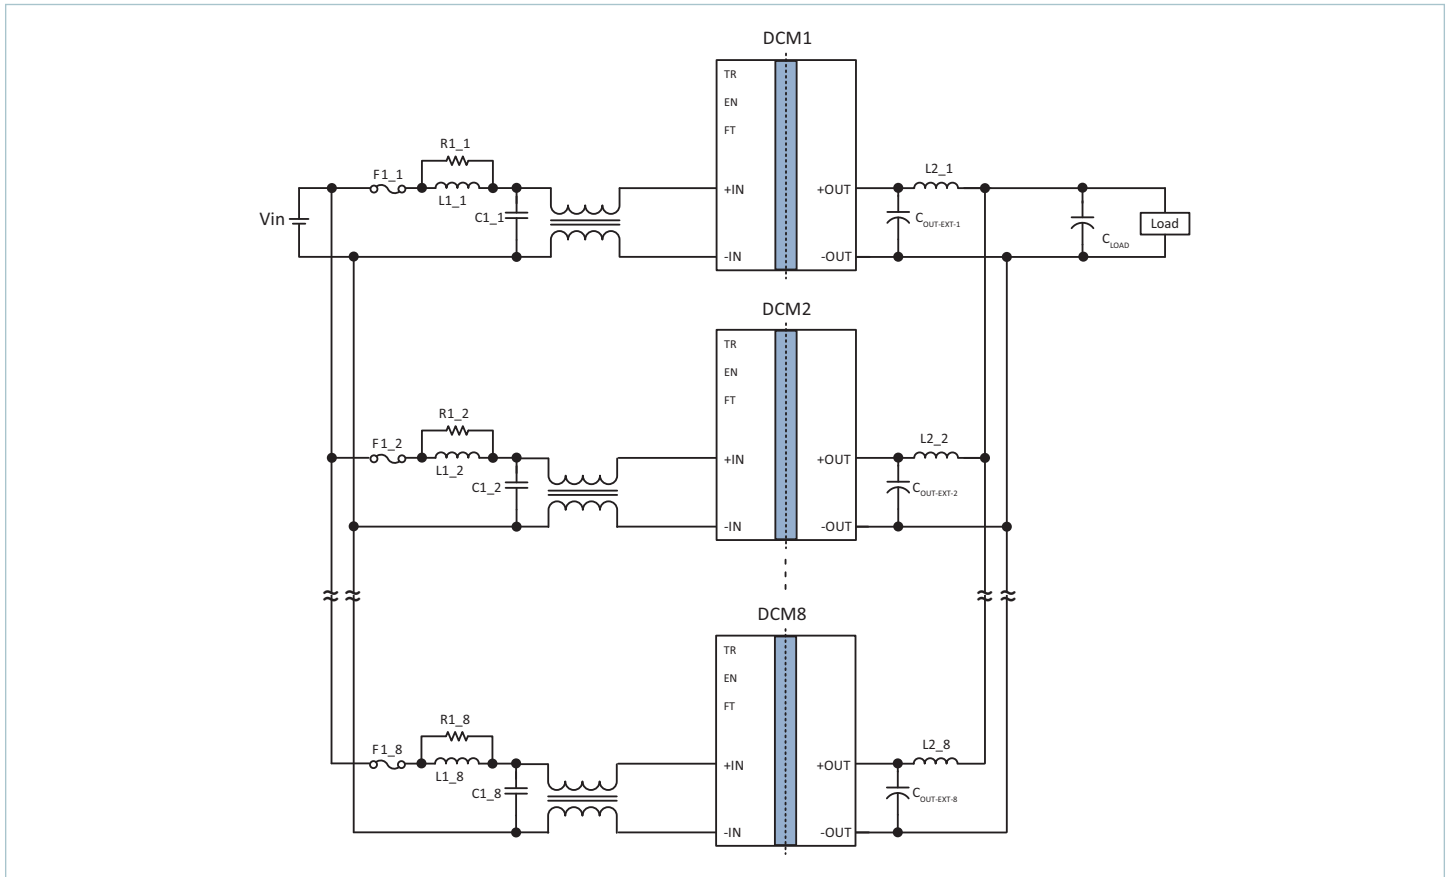 DCM1
TR
EN
FT
R1_1
F1_1
L1_1
C1_1
Vin
+IN
-IN
+OUT
-OUT
L2_1
COUT-EXT-1
CLOAD
Load
DCM2
TR
EN
FT
R1_2
F1_2
L1_2
C1_2
+IN
-IN
+OUT
-OUT
L2_2
COUT-EXT-2
DCM8
TR
EN
FT
R1_8
F1_8
L1_8
C1_8
+IN
-IN
+OUT
-OUT
L2_8
COUT-EXT-8